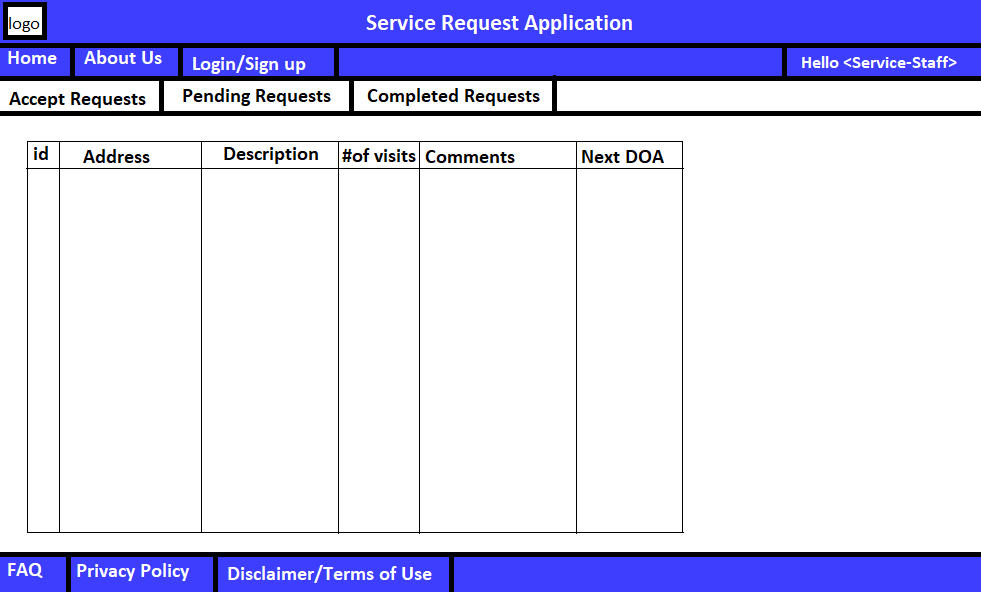 logo
Service Request Application
Home
About Us
Login/Sign up
Hello <Service-Staff>
Accept Requests
Pending Requests
Completed Requests
id
Address
Description
#of visits
Comments
Next DOA
FAQ
Privacy Policy
Disclaimer/Terms of Use